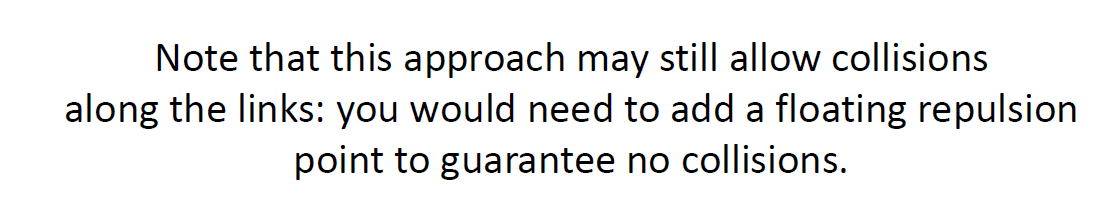 Note that this approach may still allow collisions
along the links: you would need to add a floating repulsion
point to guarantee no collisions.